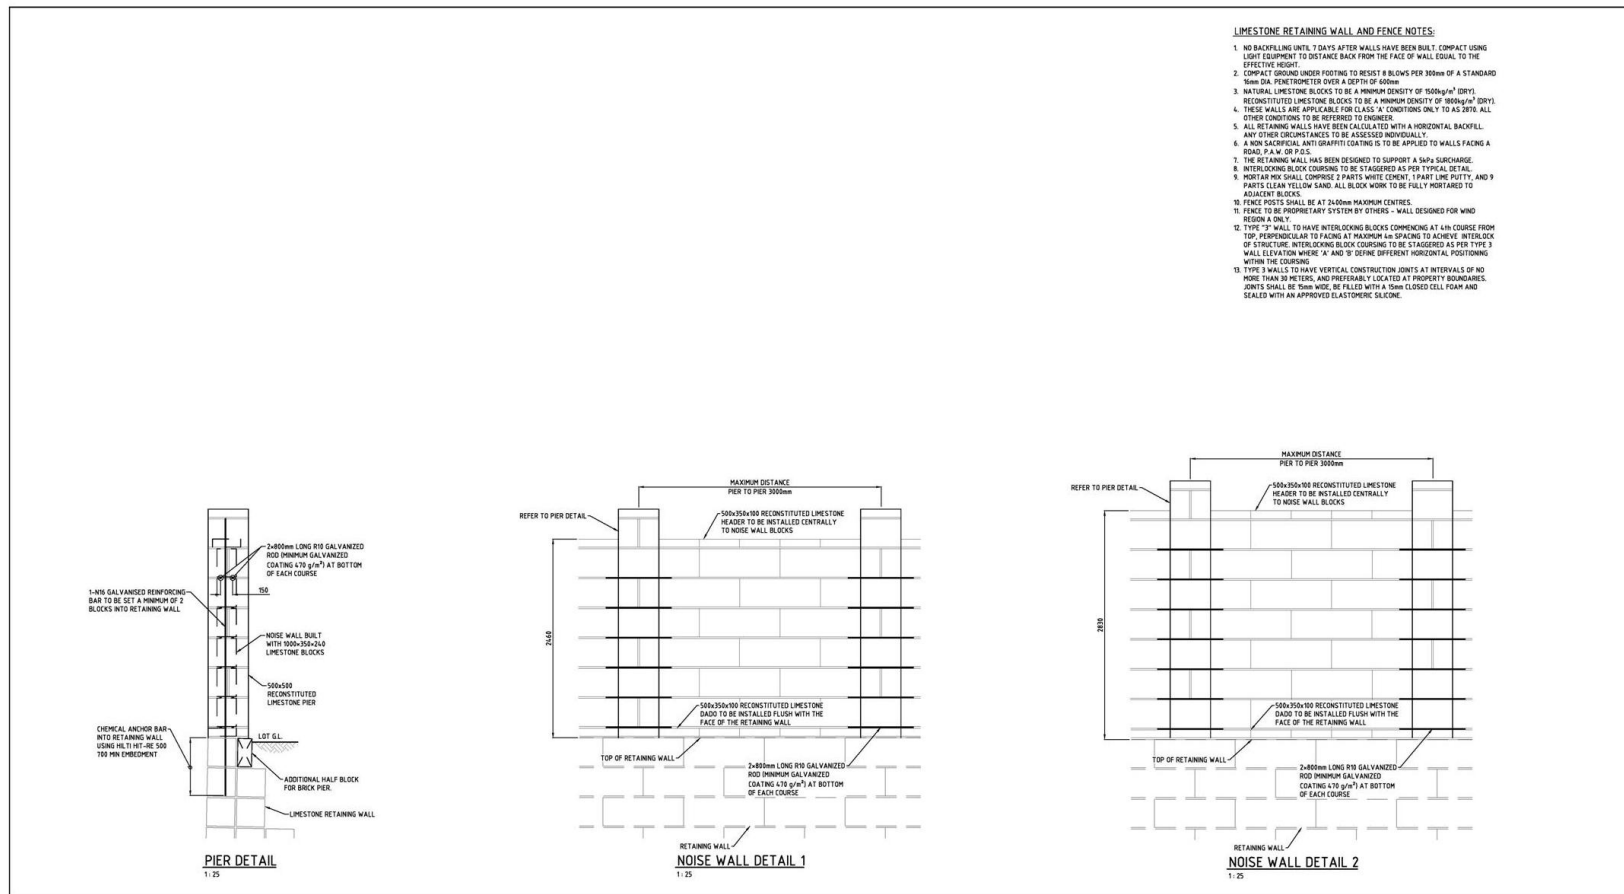 LIMESTONE RETAINING WALL AND FENCE NOTES:
1. NO BACKFILLING UNTIL 7 DAYS AFTER WALLS HAVE BEEN BUILT. COMPACT USING
LIGHT EQUIPMENT TO DISTANCE BACK FROM THE FACE OF WALL EQUAL TO THE
EFFECTIVE HEIGHT.
2. COMPACT GROUND UNDER FOOTING TO RESIST 8 BLOWS PER 300mm OF A STANDARD
16mm DIA. PENETROMETER OVER A DEPTH OF 600mm
3. NATURAL LIMESTONE BLOCKS TO BE A MINIMUM DENSITY OF 1500kg/m³ (DRY).
RECONSTITUTED LIMESTONE BLOCKS TO BE A MINIMUM DENSITY OF 1800kg/m³ (DRY).
4. THESE WALLS ARE APPLICABLE FOR CLASS 'A' CONDITIONS ONLY TO AS 2870. ALL
OTHER CONDITIONS TO BE REFERRED TO ENGINEER.
5. ALL RETAINING WALLS HAVE BEEN CALCULATED WITH A HORIZONTAL BACKFILL.
ANY OTHER CIRCUMSTANCES TO BE ASSESSED INDIVIDUALLY.
6. A NON SACRIFICIAL ANTI GRAFFITI COATING IS TO BE APPLIED TO WALLS FACING A
ROAD, P.A.W. OR P.O.S.
7. THE RETAINING WALL HAS BEEN DESIGNED TO SUPPORT A 5kPa SURCHARGE.
8. INTERLOCKING BLOCK COURSING TO BE STAGGERED AS PER TYPICAL DETAIL.
9. MORTAR MIX SHALL COMPRISE 2 PARTS WHITE CEMENT, 1 PART LIME PUTTY, AND 9
PARTS CLEAN YELLOW SAND. ALL BLOCK WORK TO BE FULLY MORTARED TO
ADJACENT BLOCKS.
10. FENCE POSTS SHALL BE AT 2400mm MAXIMUM CENTRES.
11. FENCE TO BE PROPRIETARY SYSTEM BY OTHERS - WALL DESIGNED FOR WIND
REGION A ONLY.
12. TYPE "3" WALL TO HAVE INTERLOCKING BLOCKS COMMENCING AT 4th COURSE FROM
TOP, PERPENDICULAR TO FACING AT MAXIMUM 4m SPACING TO ACHIEVE INTERLOCK
OF STRUCTURE. INTERLOCKING BLOCK COURSING TO BE STAGGERED AS PER TYPE 3
WALL ELEVATION WHERE 'A' AND 'B' DEFINE DIFFERENT HORIZONTAL POSITIONING
WITHIN THE COURSING
13. TYPE 3 WALLS TO HAVE VERTICAL CONSTRUCTION JOINTS AT INTERVALS OF NO
MORE THAN 30 METERS, AND PREFERABLY LOCATED AT PROPERTY BOUNDARIES.
JOINTS SHALL BE 15mm WIDE, BE FILLED WITH A 15mm CLOSED CELL FOAM AND
SEALED WITH AN APPROVED ELASTOMERIC SILICONE.
2x800mm LONG R10 GALVANIZED
ROD (MINIMUM GALVANIZED
COATING 470 g/m²) AT BOTTOM
OF EACH COURSE
150
1-N16 GALVANISED REINFORCING
BAR TO BE SET A MINIMUM OF 2
BLOCKS INTO RETAINING WALL
NOISE WALL BUILT
WITH 1000x350x240
LIMESTONE BLOCKS
500x500
RECONSTITUTED
LIMESTONE PIER
CHEMICAL ANCHOR BAR
INTO RETAINING WALL
USING HILTI HIT-RE 500
700 MIN EMBEDMENT
LOT G.L.
ADDITIONAL HALF BLOCK
FOR BRICK PIER.
LIMESTONE RETAINING WALL
PIER DETAIL
1 : 25
MAXIMUM DISTANCE
PIER TO PIER 3000mm
REFER TO PIER DETAIL
500x350x100 RECONSTITUTED LIMESTONE
HEADER TO BE INSTALLED CENTRALLY
TO NOISE WALL BLOCKS
2460
500x350x100 RECONSTITUTED LIMESTONE
DADO TO BE INSTALLED FLUSH WITH THE
FACE OF THE RETAINING WALL
TOP OF RETAINING WALL
2x800mm LONG R10 GALVANIZED
ROD (MINIMUM GALVANIZED
COATING 470 g/m²) AT BOTTOM
OF EACH COURSE
RETAINING WALL
NOISE WALL DETAIL 1
1 : 25
MAXIMUM DISTANCE
PIER TO PIER 3000mm
REFER TO PIER DETAIL
500x350x100 RECONSTITUTED LIMESTONE
HEADER TO BE INSTALLED CENTRALLY
TO NOISE WALL BLOCKS
2830
500x350x100 RECONSTITUTED LIMESTONE
DADO TO BE INSTALLED FLUSH WITH THE
FACE OF THE RETAINING WALL
TOP OF RETAINING WALL
2x800mm LONG R10 GALVANIZED
ROD (MINIMUM GALVANIZED
COATING 470 g/m²) AT BOTTOM
OF EACH COURSE
RETAINING WALL
NOISE WALL DETAIL 2
1 : 25